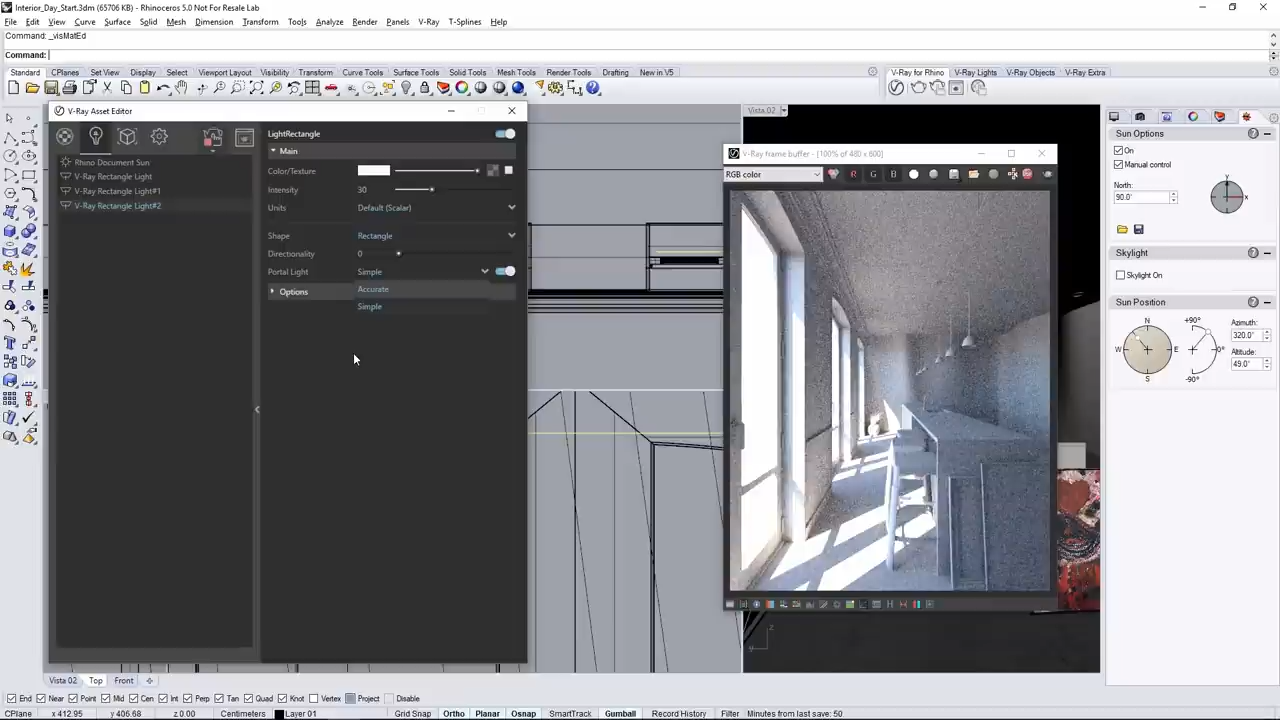 Interior_Day_Start.3dm (65706 KB) - Rhinoceros 5.0 Not For Resale Lab
File Edit View Curve Surface Solid Mesh Dimension Transform Tools Analyze Render Panels V-Ray T-Splines Help
Command: _visMatEd
Command:
Standard CPlanes Set View Display Select Viewport Layout Visibility Transform Curve Tools Surface Tools Solid Tools Mesh Tools Render Tools Drafting New in V5
V-Ray for Rhino V-Ray Lights V-Ray Objects V-Ray Extra
V-Ray Asset Editor
Rhino Document Sun
V-Ray Rectangle Light
V-Ray Rectangle Light#1
V-Ray Rectangle Light#2
LightRectangle
Main
Color/Texture
Intensity 30
Units Default (Scalar)
Shape Rectangle
Directionality 0
Portal Light Simple
Accurate
Simple
Options
Vista 02
V-Ray frame buffer - [100% of 480 x 600]
RGB color
R G B
z
y
Sun Options
On
Manual control
North:
90.0°
y
x
Skylight
Skylight On
Sun Position
N
W E
S
+90°
0°
-90°
Azimuth:
320.0°
Altitude:
49.0°
Vista 02 Top Front
End Near Point Mid Cen Int Perp Tan Quad Knot Vertex Project Disable
CPlane x 412.95 y 406.68 z 0.00 Centimeters Layer 01 Grid Snap Ortho Planar Osnap SmartTrack Gumball Record History Filter Minutes from last save: 50